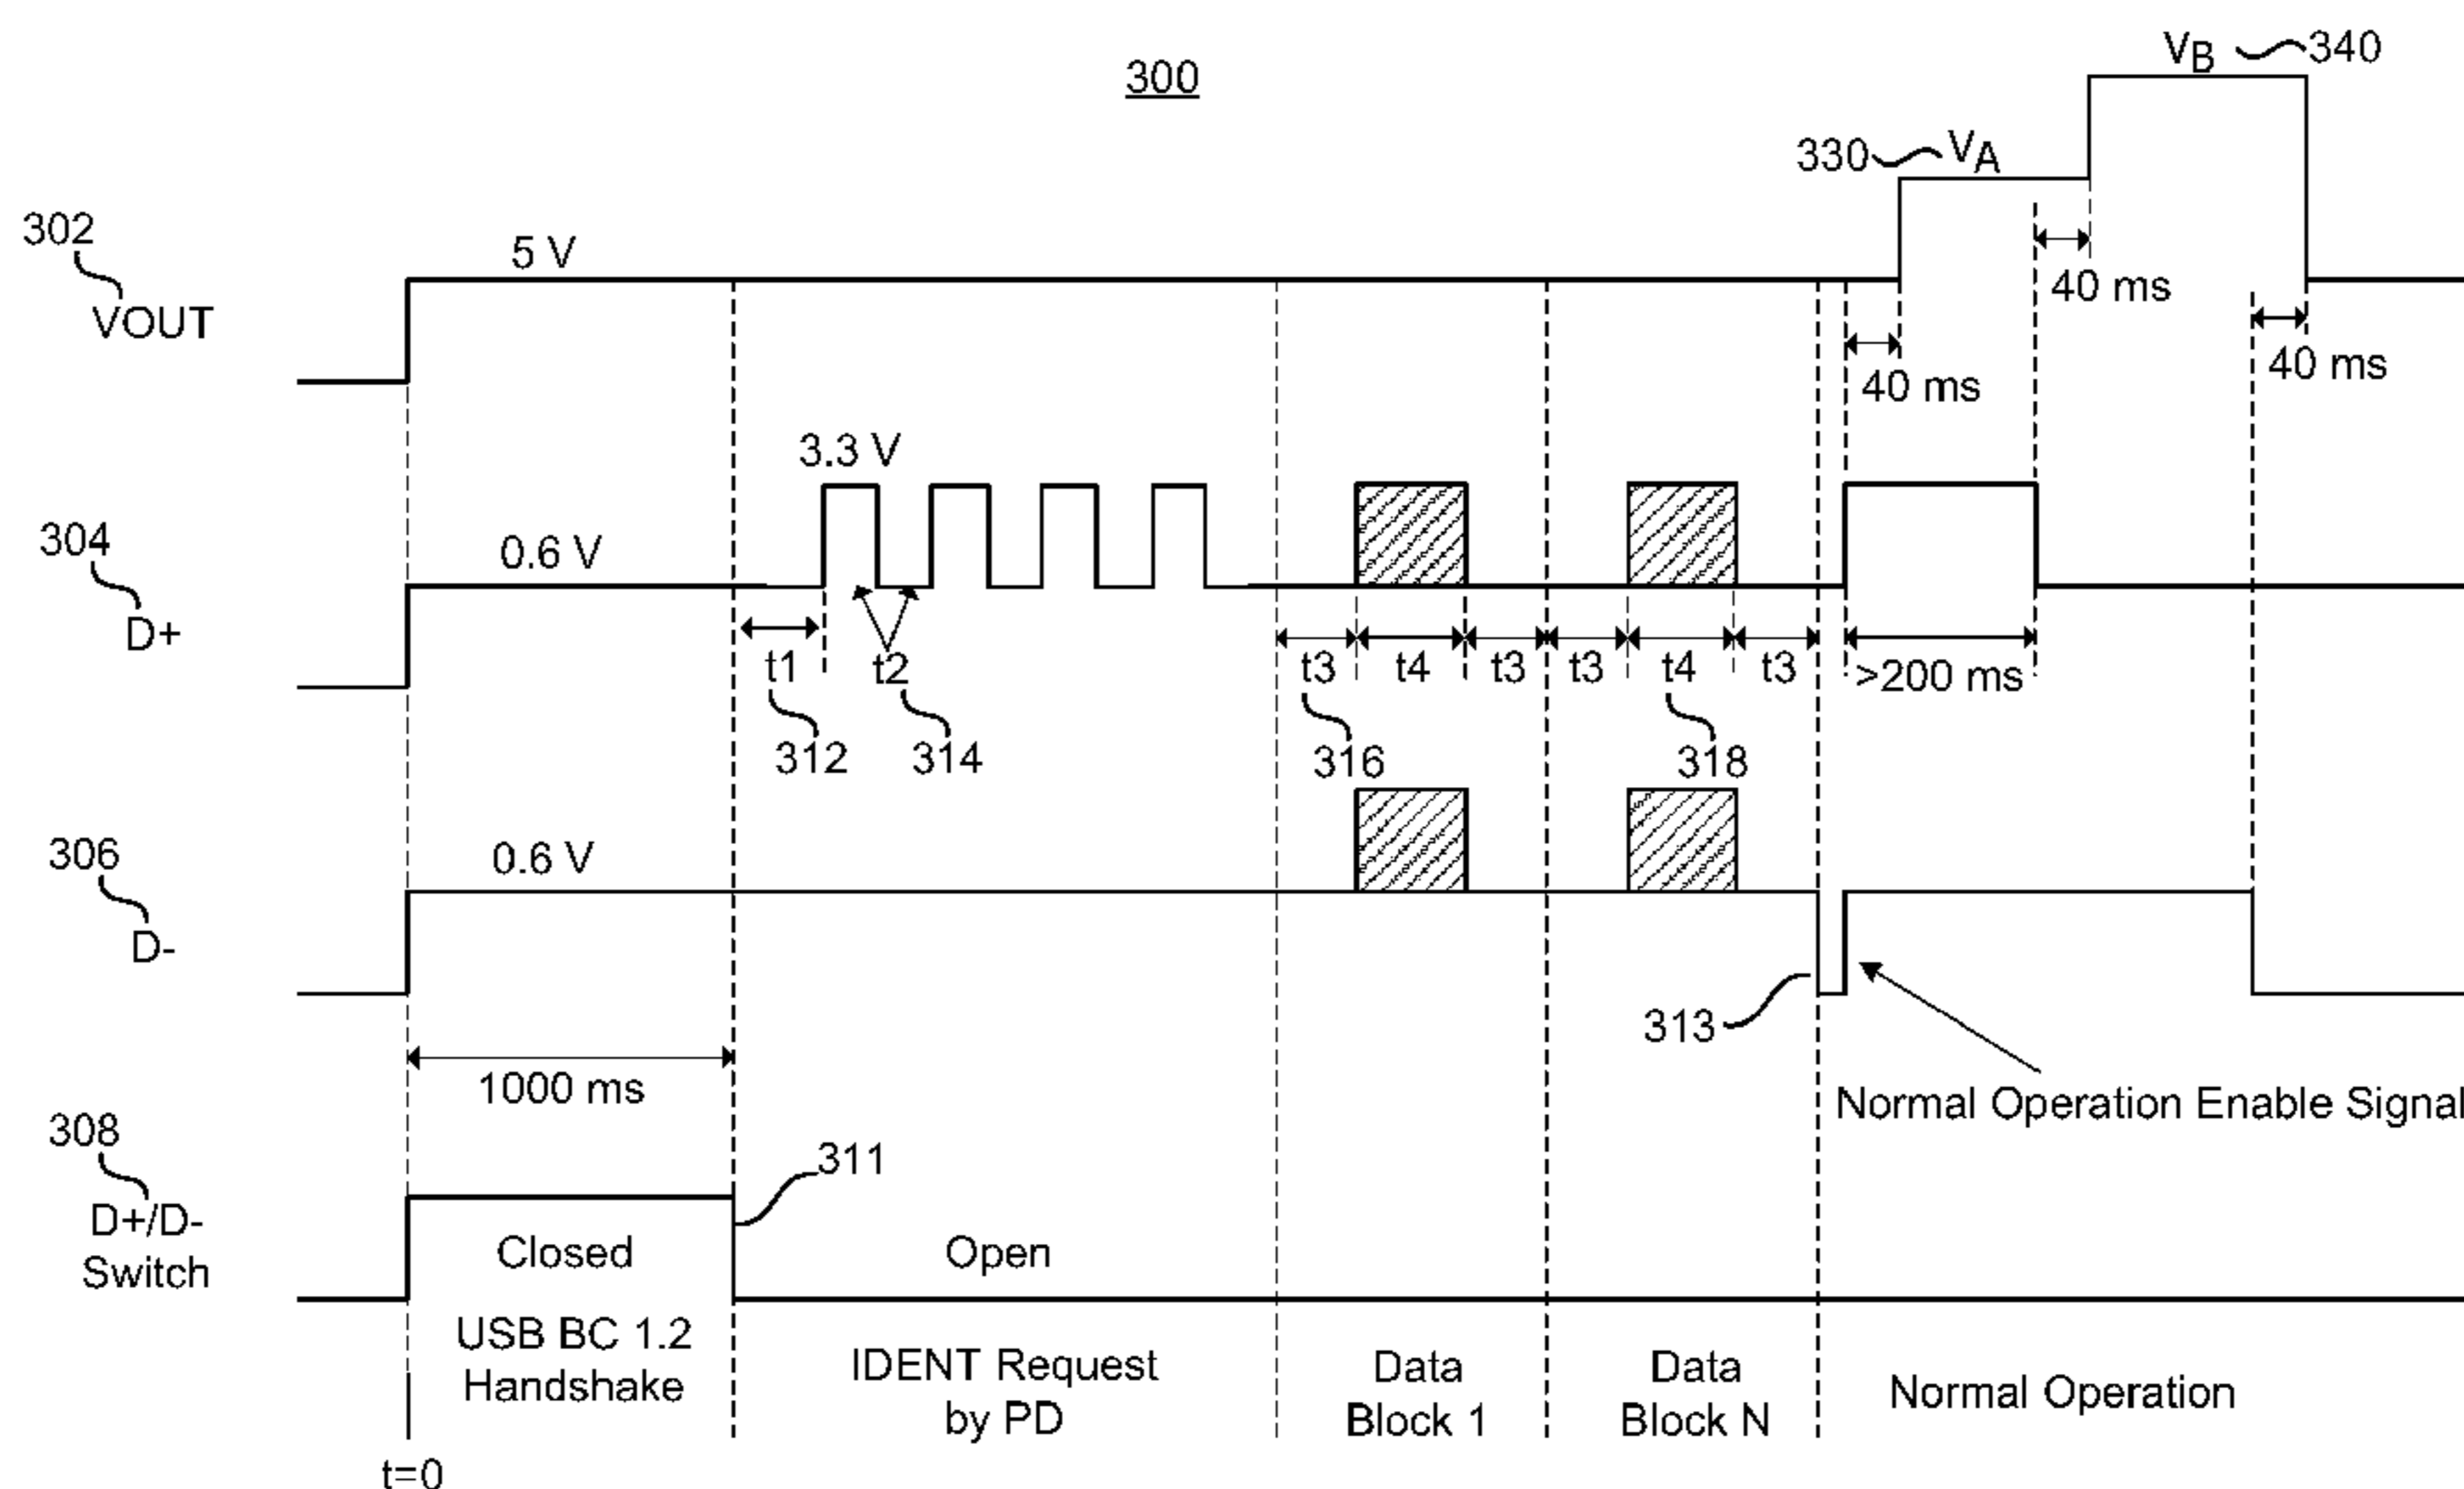 300
VB 340
330 VA
302
VOUT
5 V
40 ms
40 ms
40 ms
304
D+
0.6 V
3.3 V
t1
t2
t3
t4
t3
t3
t4
t3
>200 ms
312
314
316
318
306
D-
0.6 V
313
1000 ms
Normal Operation Enable Signal
308
D+/D-
Switch
311
Closed
Open
USB BC 1.2
Handshake
IDENT Request
by PD
Data
Block 1
Data
Block N
Normal Operation
t=0